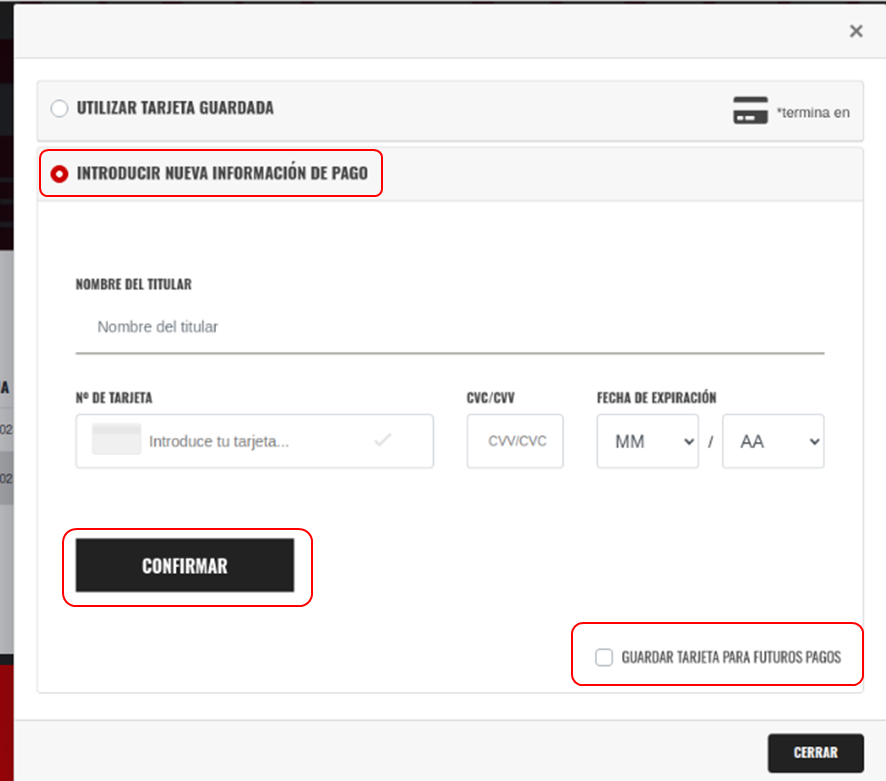 ×
UTILIZAR TARJETA GUARDADA
*termina en
INTRODUCIR NUEVA INFORMACIÓN DE PAGO
NOMBRE DEL TITULAR
Nombre del titular
Nº DE TARJETA CVC/CVV FECHA DE EXPIRACIÓN
Introduce tu tarjeta... CVV/CVC MM / AA
CONFIRMAR
GUARDAR TARJETA PARA FUTUROS PAGOS
CERRAR